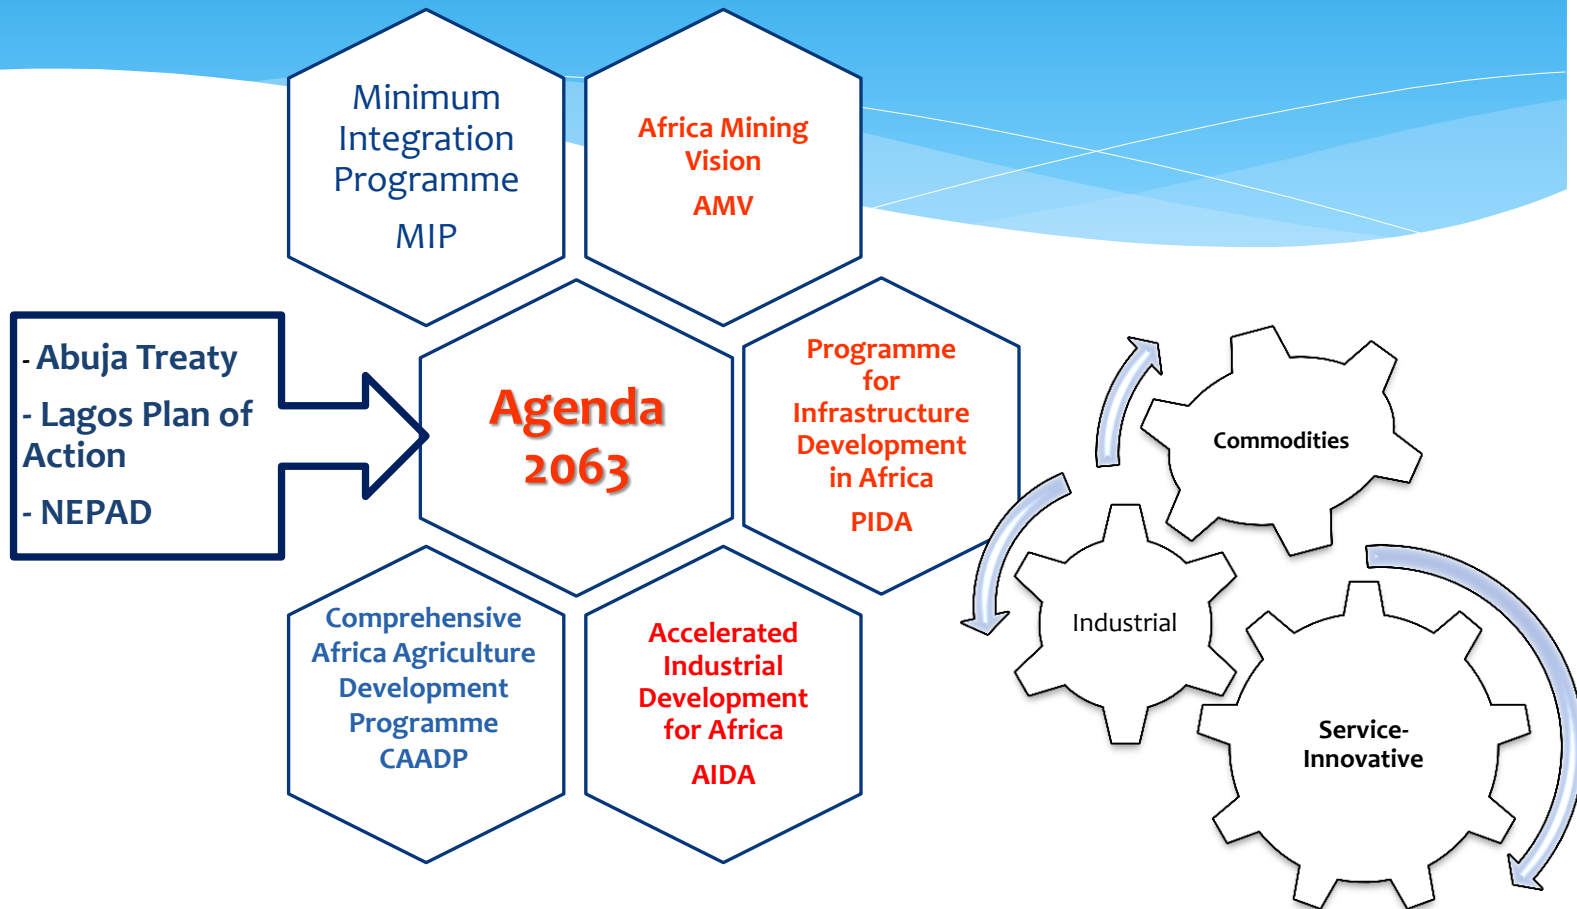 Minimum
Integration
Programme
MIP
Africa Mining
Vision
AMV
- Abuja Treaty
- Lagos Plan of
Action
- NEPAD
Agenda
2063
Programme
for
Infrastructure
Development
in Africa
PIDA
Comprehensive
Africa Agriculture
Development
Programme
CAADP
Accelerated
Industrial
Development
for Africa
AIDA
Commodities
Industrial
Service-
Innovative